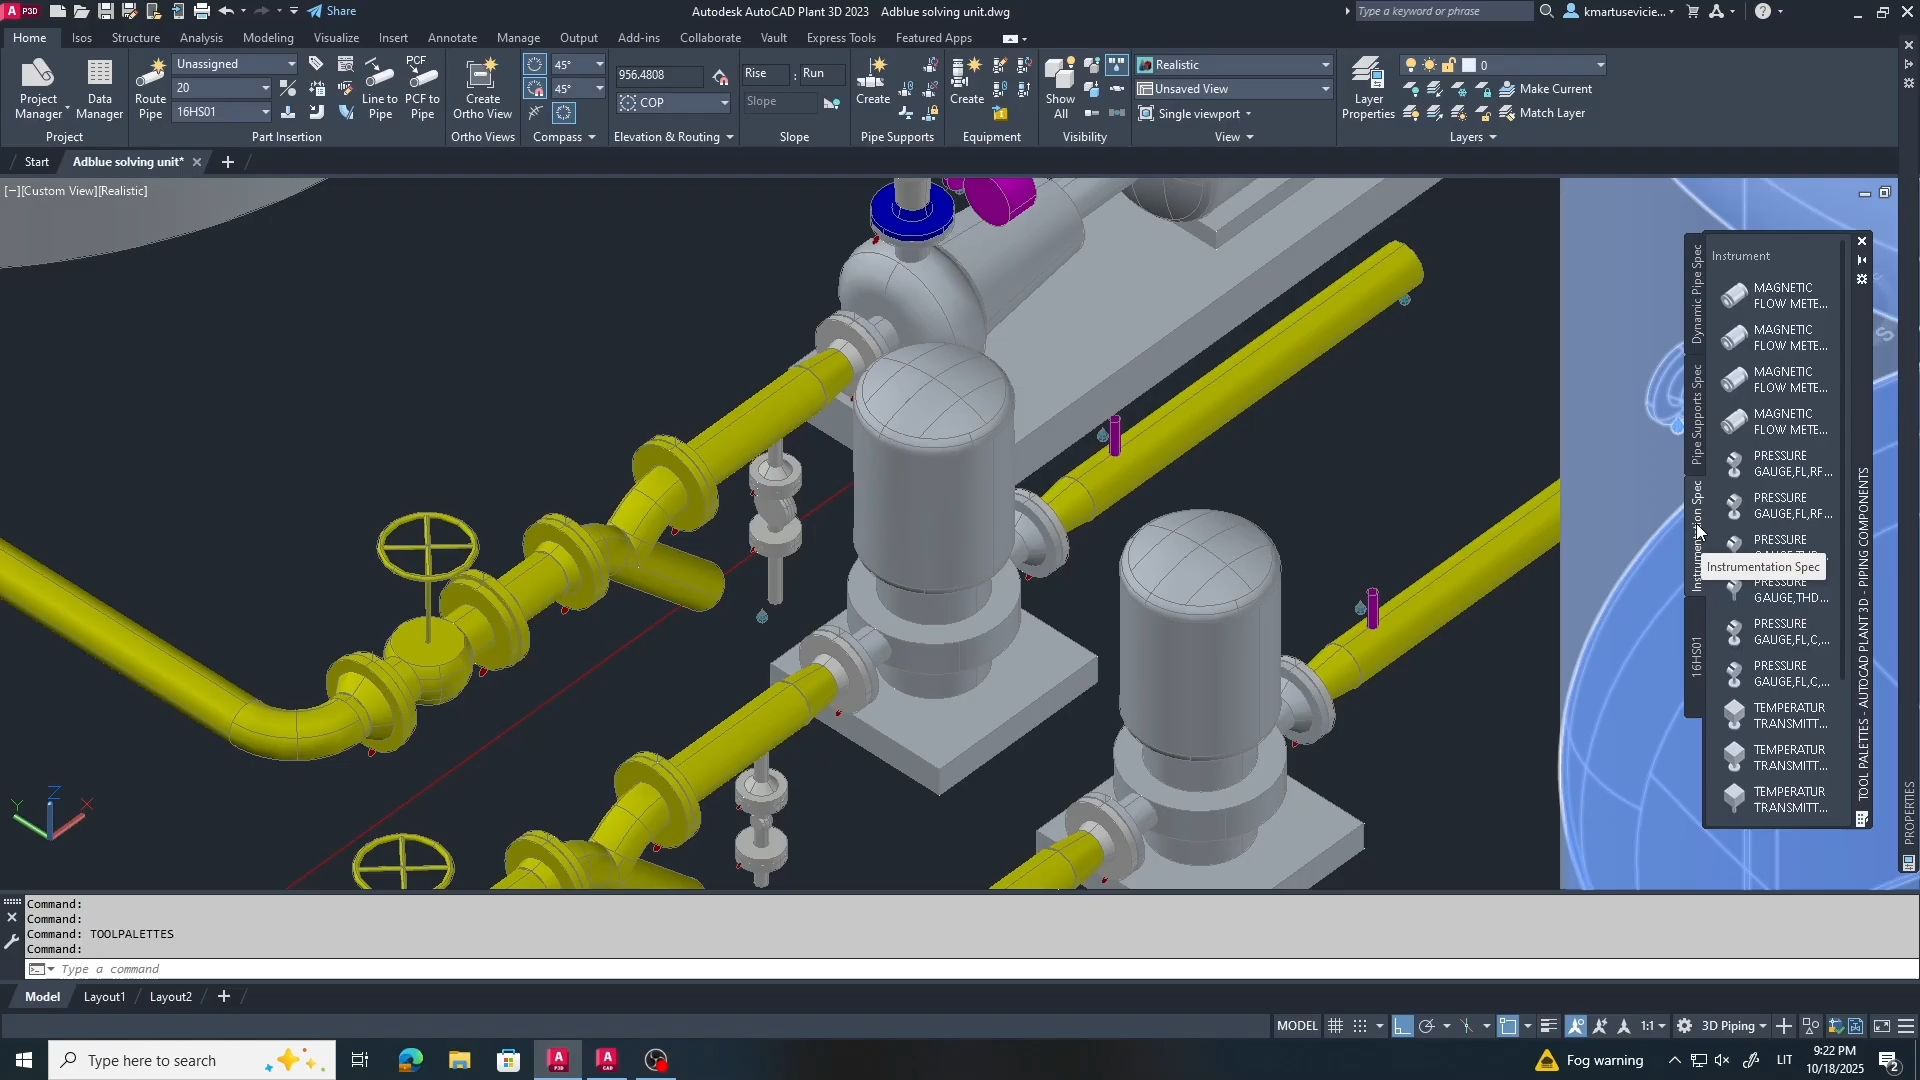 A P3D
Share
Autodesk AutoCAD Plant 3D 2023 Adblue solving unit.dwg
Type a keyword or phrase
kmartusevicie...
Home Isos Structure Analysis Modeling Visualize Insert Annotate Manage Output Add-ins Collaborate Vault Express Tools Featured Apps
Project Manager
Data Manager
Project
Route Pipe
Unassigned
20
16HS01
Line to Pipe
PCF
PCF to Pipe
Part Insertion
Create Ortho View
Ortho Views
45°
45°
Compass
956.4808
COP
Elevation & Routing
Rise : Run
Slope
Slope
Create
Pipe Supports
Create
Equipment
Show All
Visibility
Realistic
Unsaved View
Single viewport
View
Layer Properties
0
Make Current
Match Layer
Layers
Start Adblue solving unit*
[−][Custom View][Realistic]
Dynamic Pipe Spec
Pipe Supports Spec
Instrumentation Spec
16HS01
Instrument
MAGNETIC
FLOW METE...
MAGNETIC
FLOW METE...
MAGNETIC
FLOW METE...
MAGNETIC
FLOW METE...
PRESSURE
GAUGE,FL,RF...
PRESSURE
GAUGE,FL,RF...
PRESSURE
Instrumentation Spec
PRESSURE
GAUGE,THD...
PRESSURE
GAUGE,FL,C,...
PRESSURE
GAUGE,FL,C,...
TEMPERATUR
TRANSMITT...
TEMPERATUR
TRANSMITT...
TEMPERATUR
TRANSMITT...
TOOL PALETTES - AUTOCAD PLANT 3D - PIPING COMPONENTS
PROPERTIES
Z
Y
X
Command:
Command:
Command: TOOLPALETTES
Command:
Type a command
Model Layout1 Layout2
MODEL 1:1 3D Piping
Type here to search
Fog warning
LIT
9:22 PM
10/18/2025
2